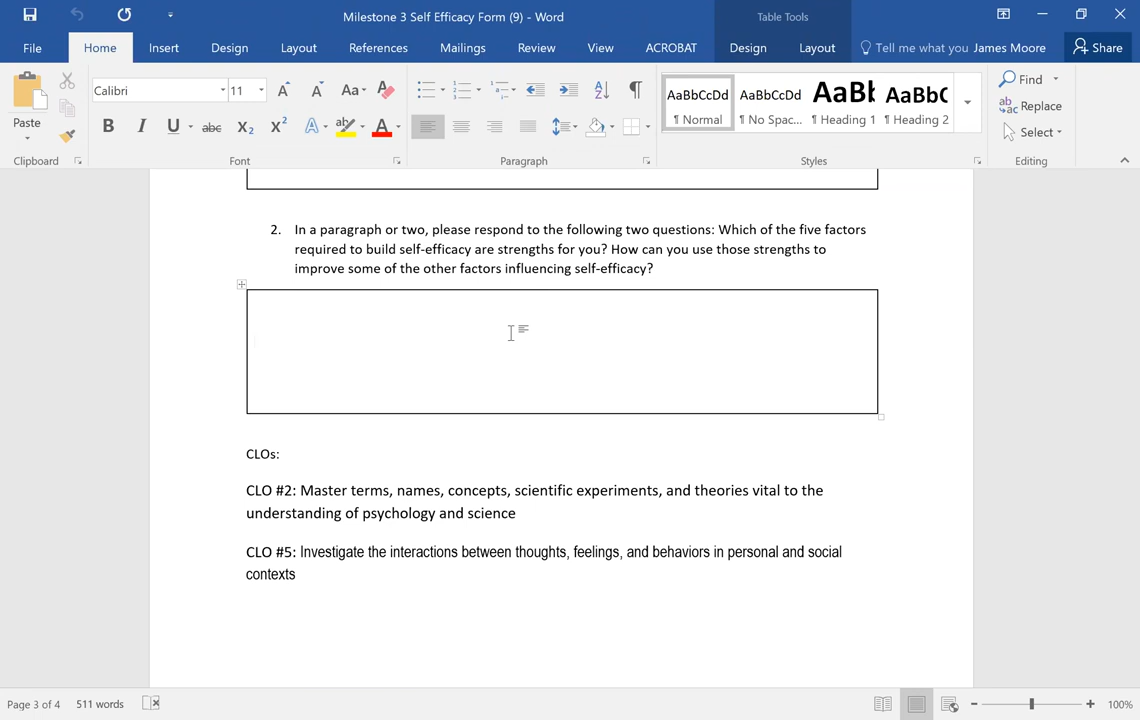 Milestone 3 Self Efficacy Form (9) - Word
Table Tools
File Home Insert Design Layout References Mailings Review View ACROBAT Design Layout Tell me what you James Moore Share
Paste
Calibri 11
Aa
B I U abc X2 X2 A ab A
A Z
AaBbCcDd AaBbCcDd AaBb AaBbC
¶ Normal ¶ No Spac... Heading 1 Heading 2
Find
Replace
Select
Clipboard Font Paragraph Styles Editing
2. In a paragraph or two, please respond to the following two questions: Which of the five factors
required to build self-efficacy are strengths for you? How can you use those strengths to
improve some of the other factors influencing self-efficacy?
CLOs:
CLO #2: Master terms, names, concepts, scientific experiments, and theories vital to the
understanding of psychology and science
CLO #5: Investigate the interactions between thoughts, feelings, and behaviors in personal and social
contexts
Page 3 of 4 511 words 100%